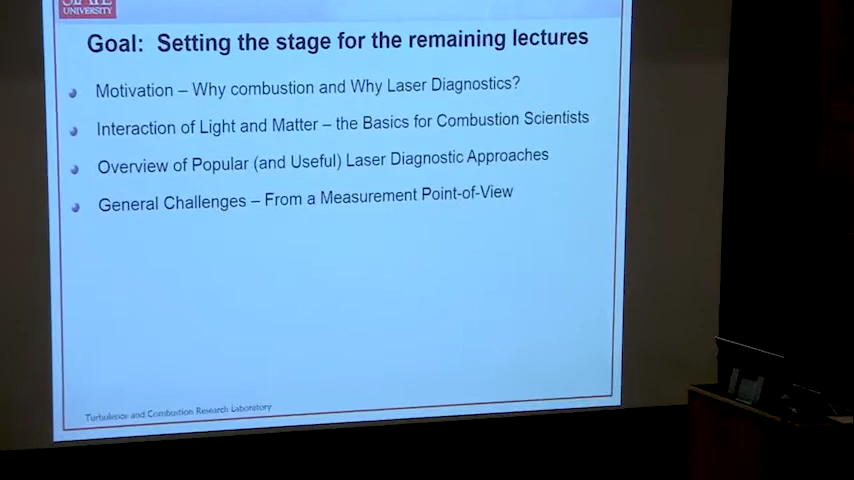 STATE
UNIVERSITY
Goal: Setting the stage for the remaining lectures
Motivation – Why combustion and Why Laser Diagnostics?
Interaction of Light and Matter – the Basics for Combustion Scientists
Overview of Popular (and Useful) Laser Diagnostic Approaches
General Challenges – From a Measurement Point-of-View
Turbulence and Combustion Research Laboratory